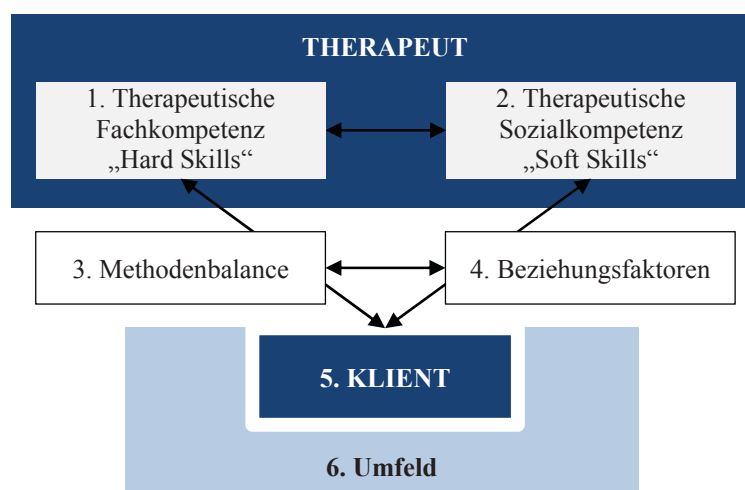 THERAPEUT
1. Therapeutische
Fachkompetenz
„Hard Skills“
2. Therapeutische
Sozialkompetenz
„Soft Skills“
3. Methodenbalance
4. Beziehungsfaktoren
5. KLIENT
6. Umfeld